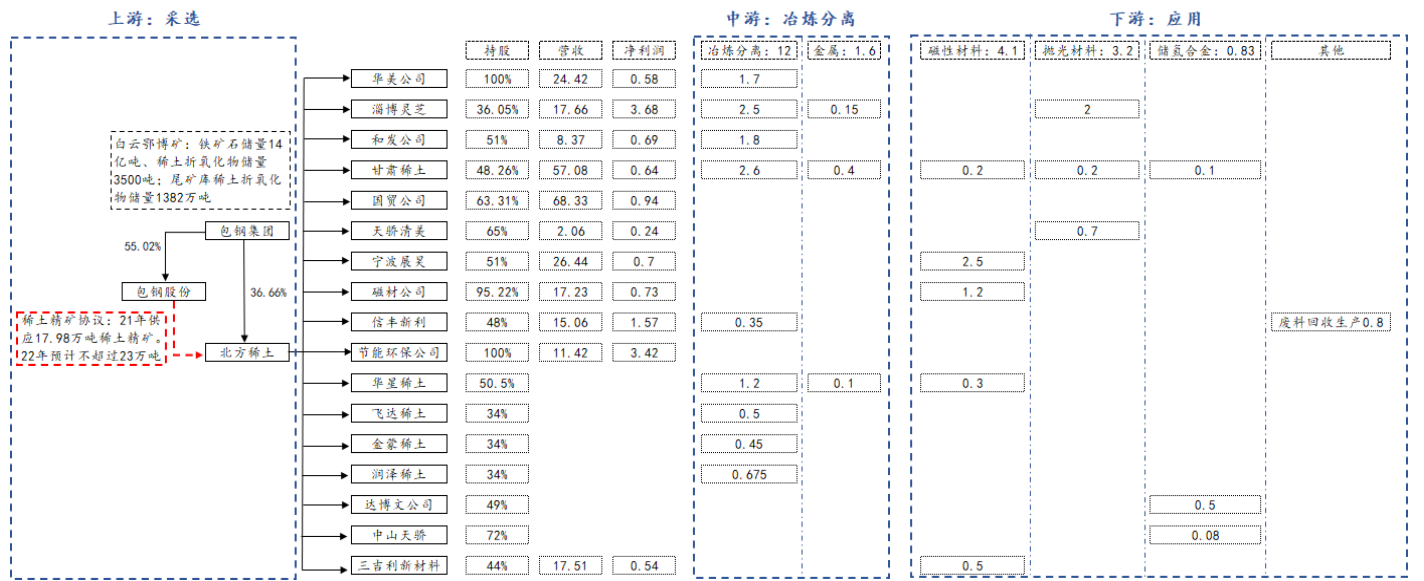 上游：采选
中游：冶炼分离
下游：应用
持股 营收 净利润 冶炼分离：12 金属：1.6 磁性材料：4.1 抛光材料：3.2 储氢合金：0.83 其他
华美公司 100% 24.42 0.58 1.7
淄博灵芝 36.05% 17.66 3.68 2.5 0.15 2
和发公司 51% 8.37 0.69 1.8
白云鄂博矿：铁矿石储量14
亿吨、稀土折氧化物储量
3500吨；尾矿库稀土折氧化
物储量1382万吨
甘肃稀土 48.26% 57.08 0.64 2.6 0.4 0.2 0.2 0.1
国贸公司 63.31% 68.33 0.94
包钢集团
天骄清美 65% 2.06 0.24 0.7
55.02%
宁波展昊 51% 26.44 0.7 2.5
包钢股份
36.66%
磁材公司 95.22% 17.23 0.73 1.2
稀土精矿协议：21年供
应17.98万吨稀土精矿。
22年预计不超过23万吨
信丰新利 48% 15.06 1.57 0.35 废料回收生产0.8
北方稀土
节能环保公司 100% 11.42 3.42
华星稀土 50.5% 1.2 0.1 0.3
飞达稀土 34% 0.5
金蒙稀土 34% 0.45
润泽稀土 34% 0.675
达博文公司 49% 0.5
中山天骄 72% 0.08
三吉利新材料 44% 17.51 0.54 0.5